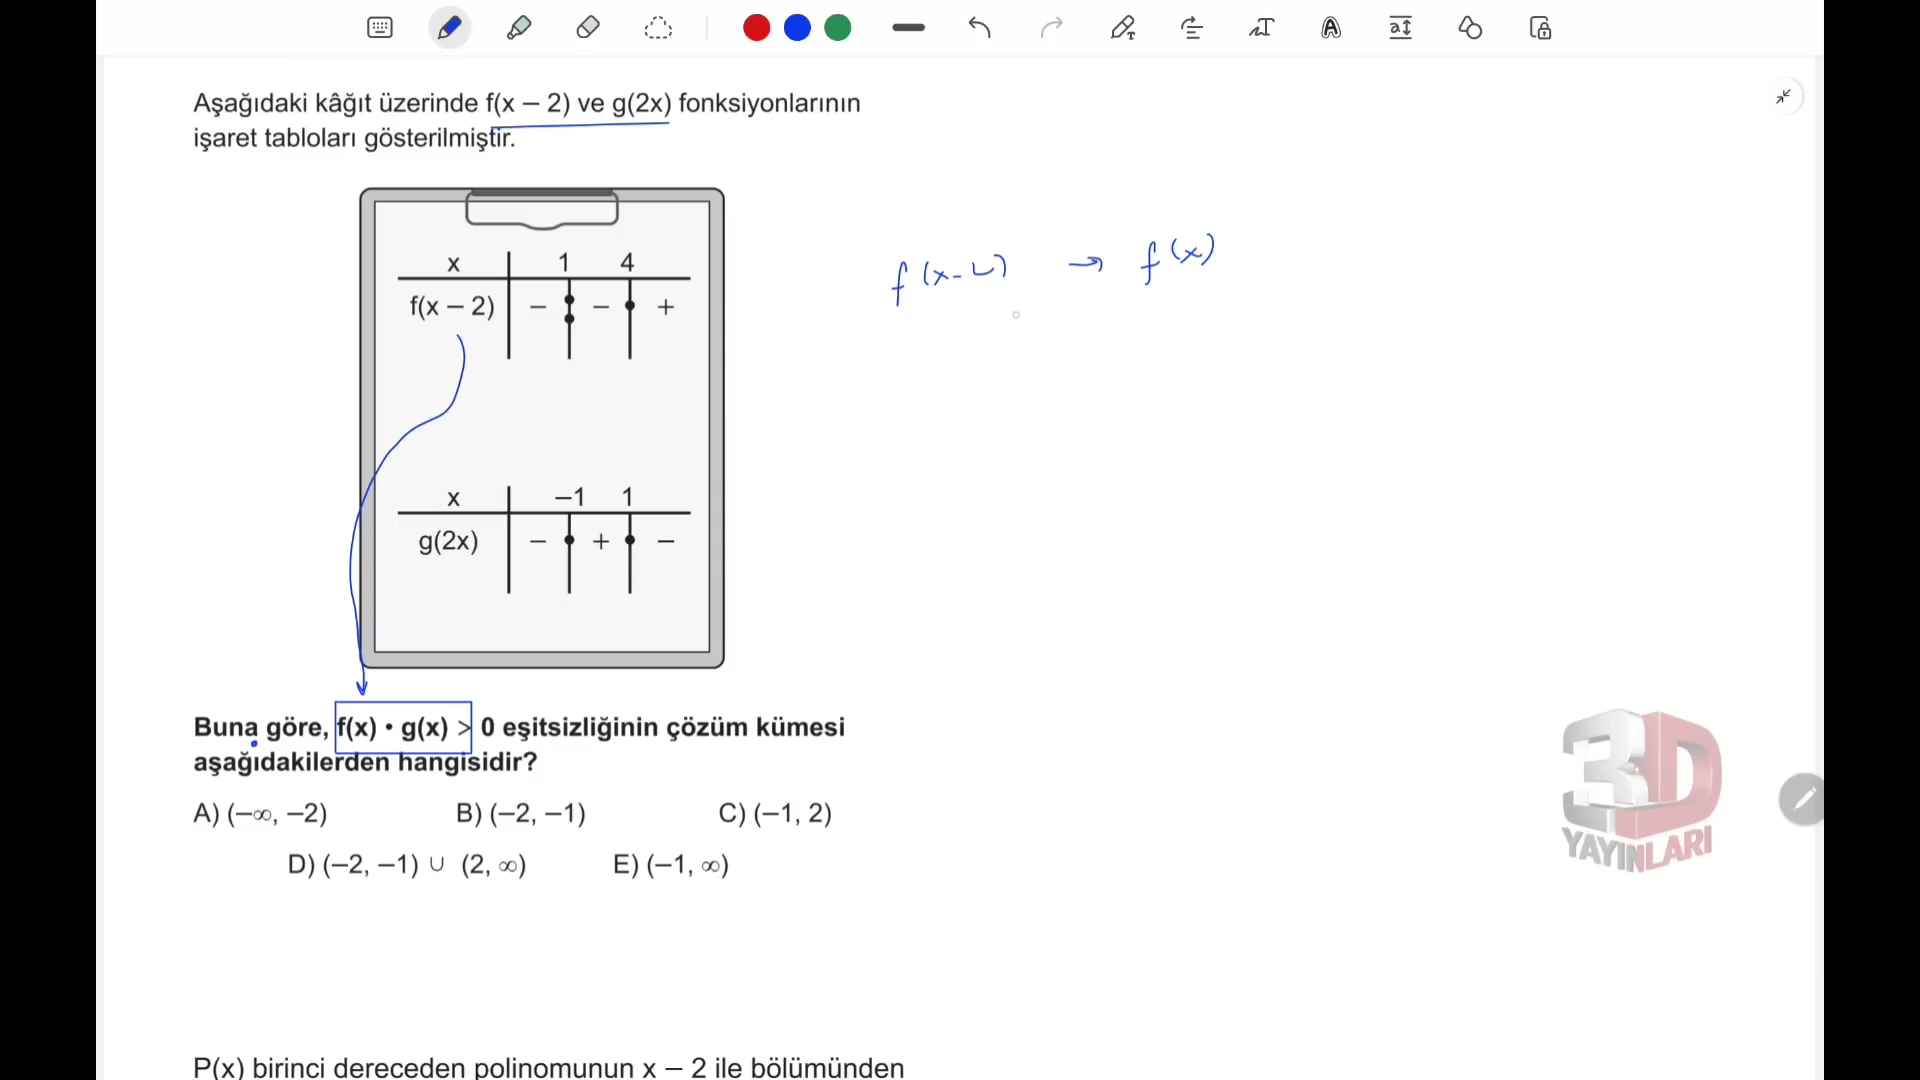 Aşağıdaki kâğıt üzerinde f(x – 2) ve g(2x) fonksiyonlarının
işaret tabloları gösterilmiştir.
x 1 4
f(x – 2) – – +
f(x-2) → f(x)
x –1 1
g(2x) – + –
Buna göre, f(x) • g(x) > 0 eşitsizliğinin çözüm kümesi
aşağıdakilerden hangisidir?
A) (–∞, –2) B) (–2, –1) C) (–1, 2)
D) (–2, –1) ∪ (2, ∞) E) (–1, ∞)
3D
YAYINLARI
P(x) birinci dereceden polinomunun x – 2 ile bölümünden